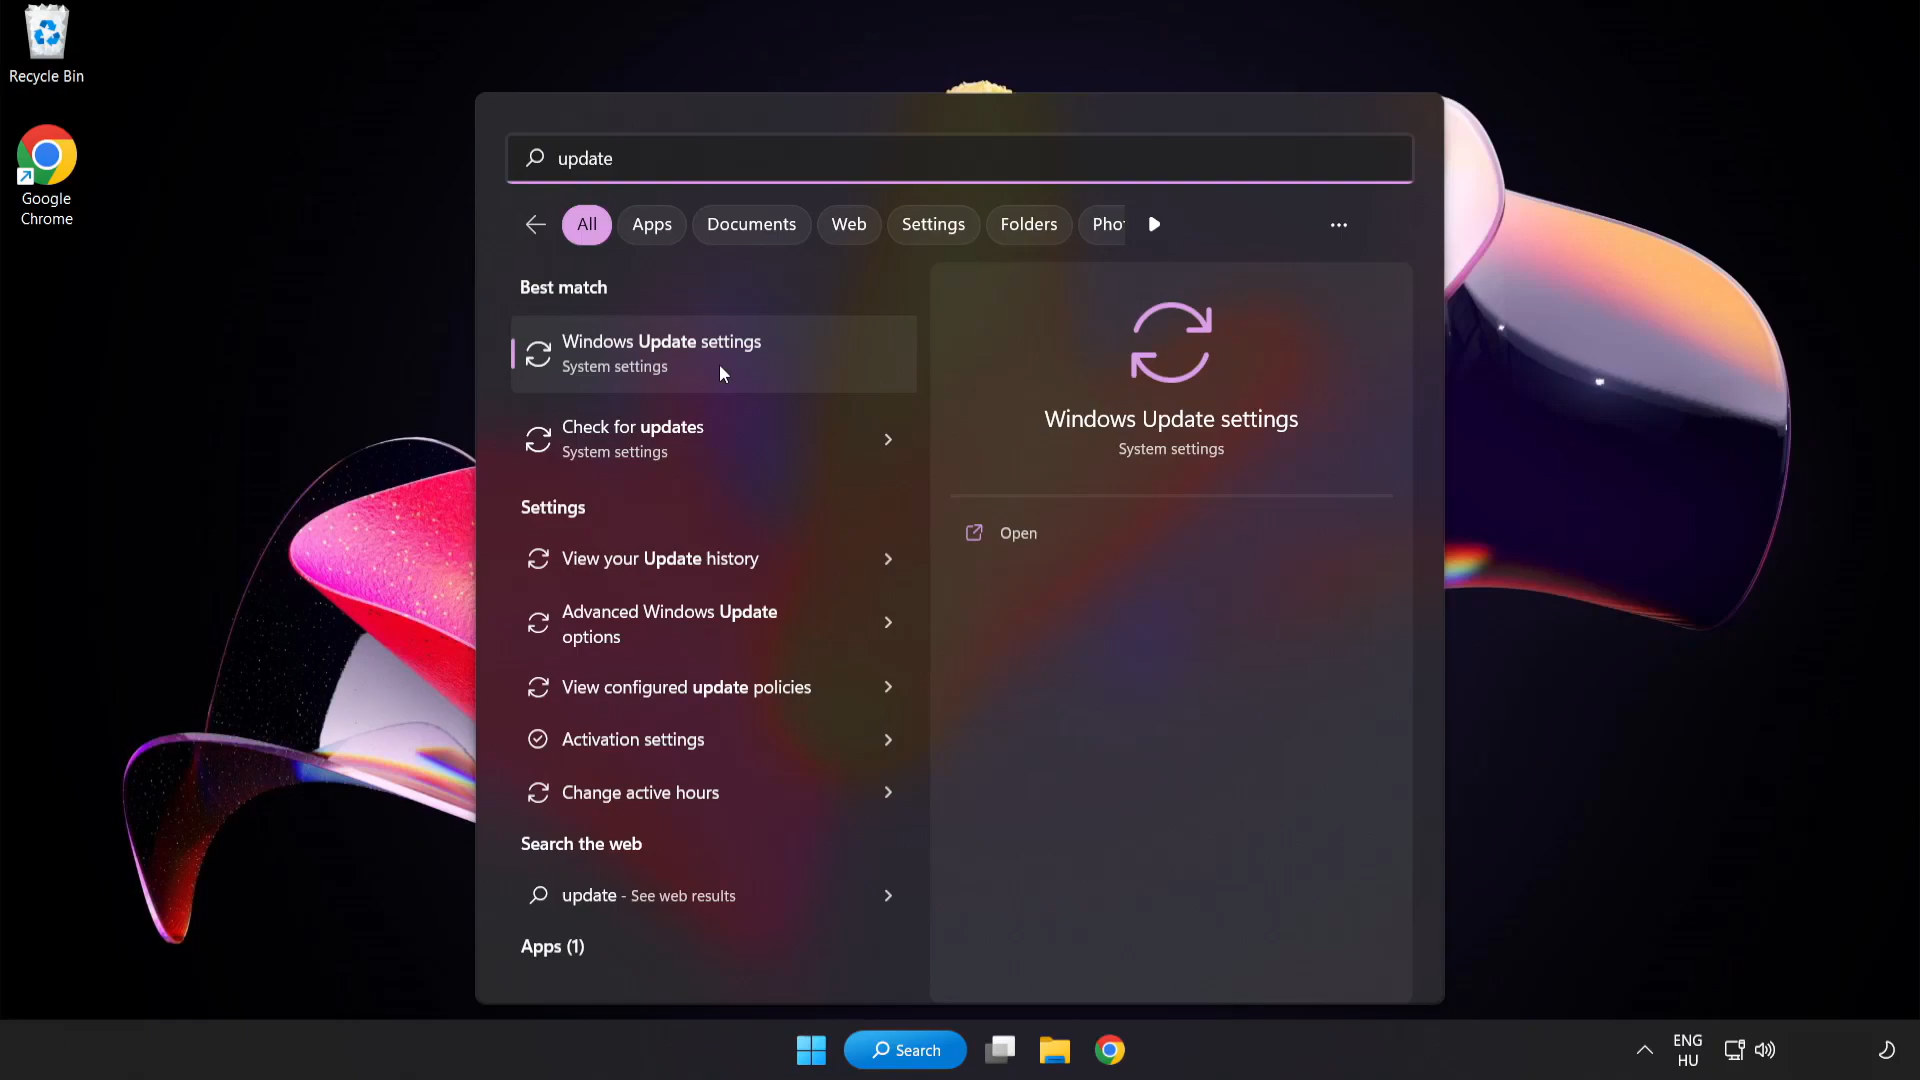 Recycle Bin
Google
Chrome
update
All
Apps
Documents
Web
Settings
Folders
Pho
Best match
Windows Update settings
System settings
Check for updates
System settings
Settings
View your Update history
Advanced Windows Update
options
View configured update policies
Activation settings
Change active hours
Search the web
update - See web results
Apps (1)
Windows Update settings
System settings
Open
Search
ENG
HU